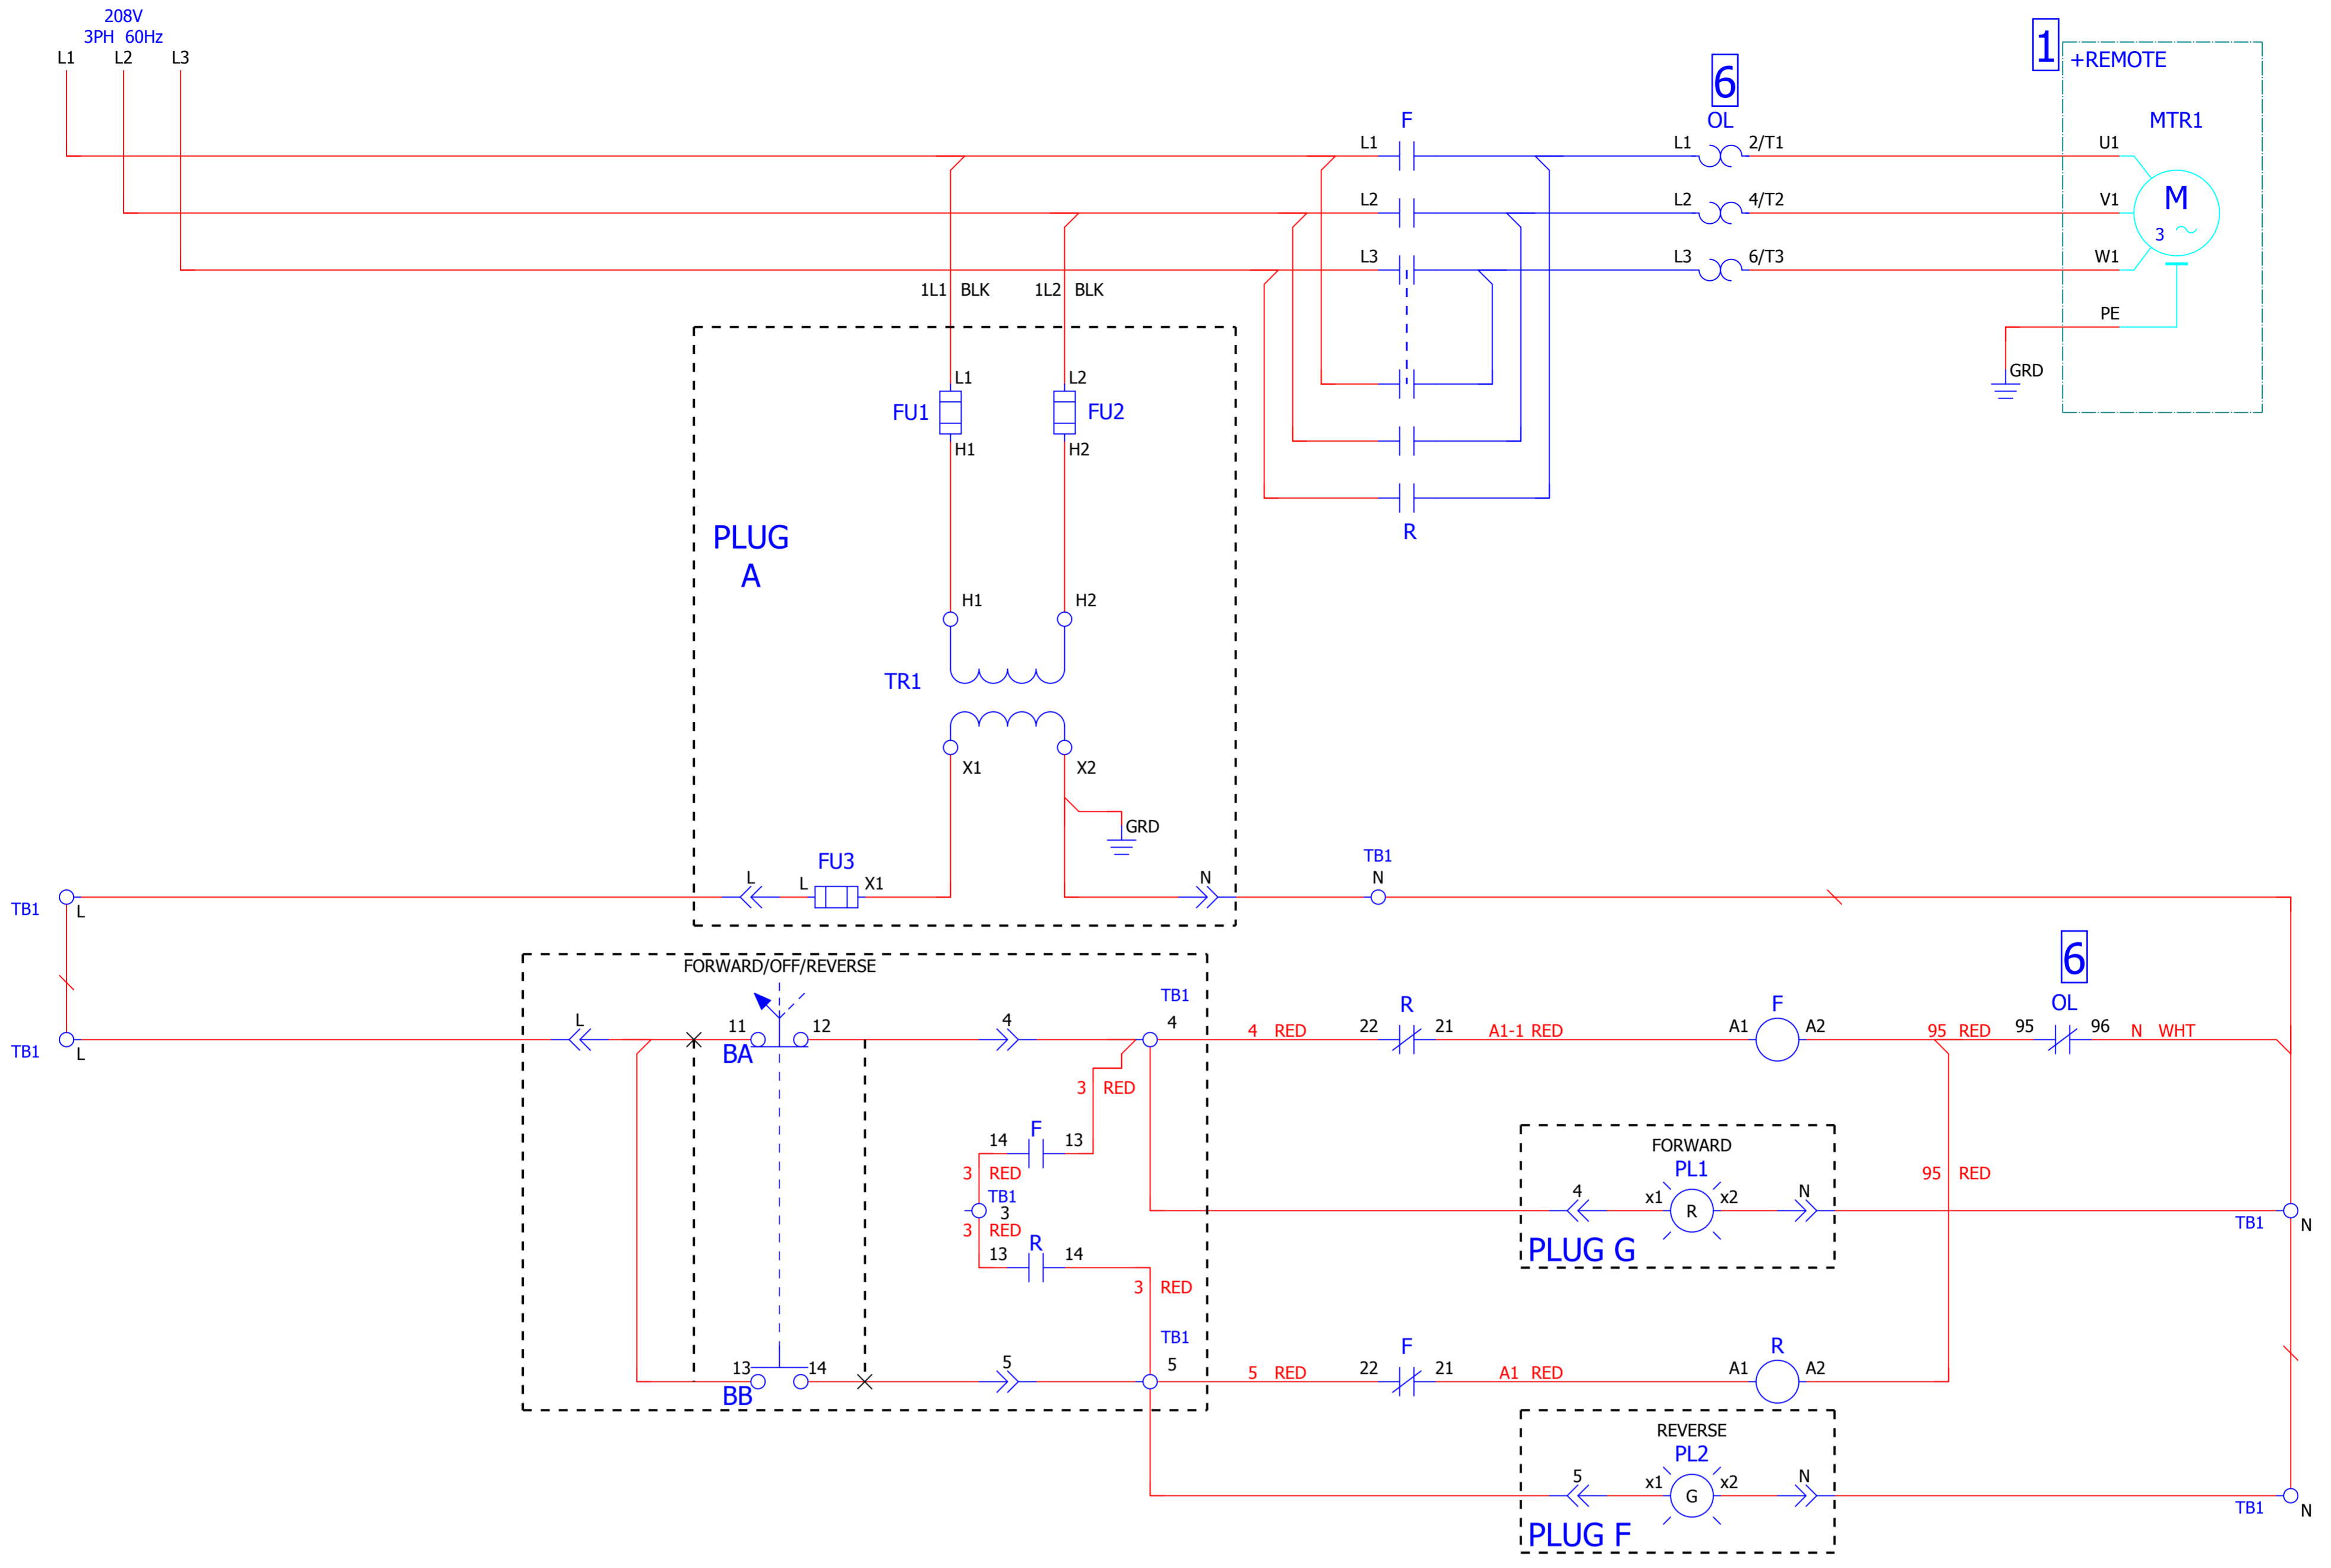 208V
3PH 60Hz
L1 L2 L3
1
+REMOTE
6
F
OL
MTR1
L1 L1 2/T1 U1
L2 L2 4/T2 V1
M
3
L3 L3 6/T3 W1
1L1 BLK 1L2 BLK
PE
GRD
L1 L2
FU1 FU2
H1 H2
R
PLUG
A
H1 H2
TR1
X1 X2
GRD
FU3
TB1
L L X1 N N
TB1 L
FORWARD/OFF/REVERSE
6
TB1
R F OL
L 11 12 4 4
4 RED 22 21 A1-1 RED A1 A2 95 RED 95 96 N WHT
TB1 L
BA
3 RED
F
14 13
FORWARD
PL1
3 RED
95 RED
TB1
3
4 x1 x2 N
R
TB1 N
3 RED
R
13 14
PLUG G
3 RED
TB1
F R
13 14 5 5
5 RED 22 21 A1 RED A1 A2
BB
REVERSE
PL2
5 x1 x2 N
G
TB1 N
PLUG F